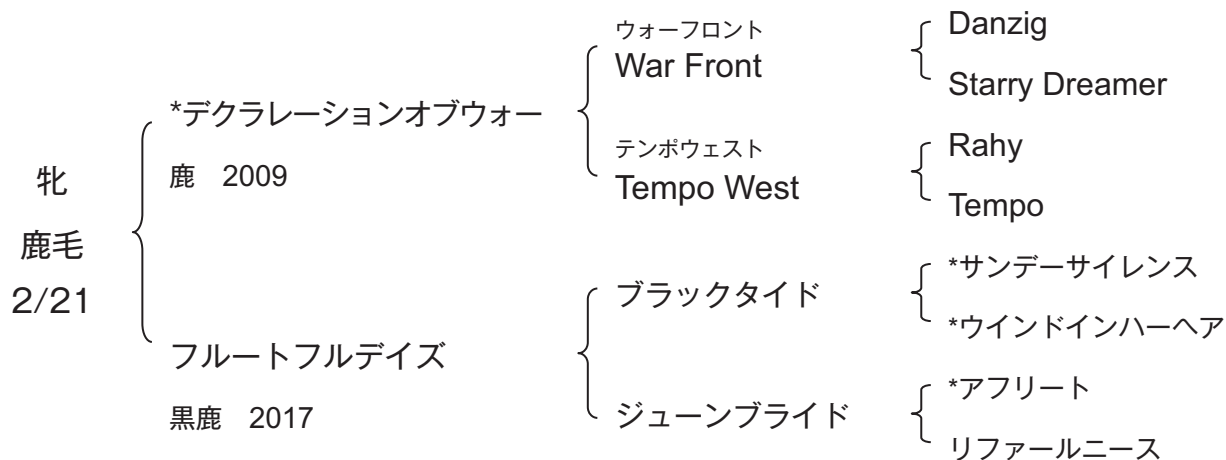 牝
鹿毛
2/21
*デクラレーションオブウォー
鹿 2009
フルートフルデイズ
黒鹿 2017
ウォーフロント
War Front
テンポウェスト
Tempo West
ブラックタイド
ジューンブライド
Danzig
Starry Dreamer
Rahy
Tempo
*サンデーサイレンス
*ウインドインハーヘア
*アフリート
リファールニース